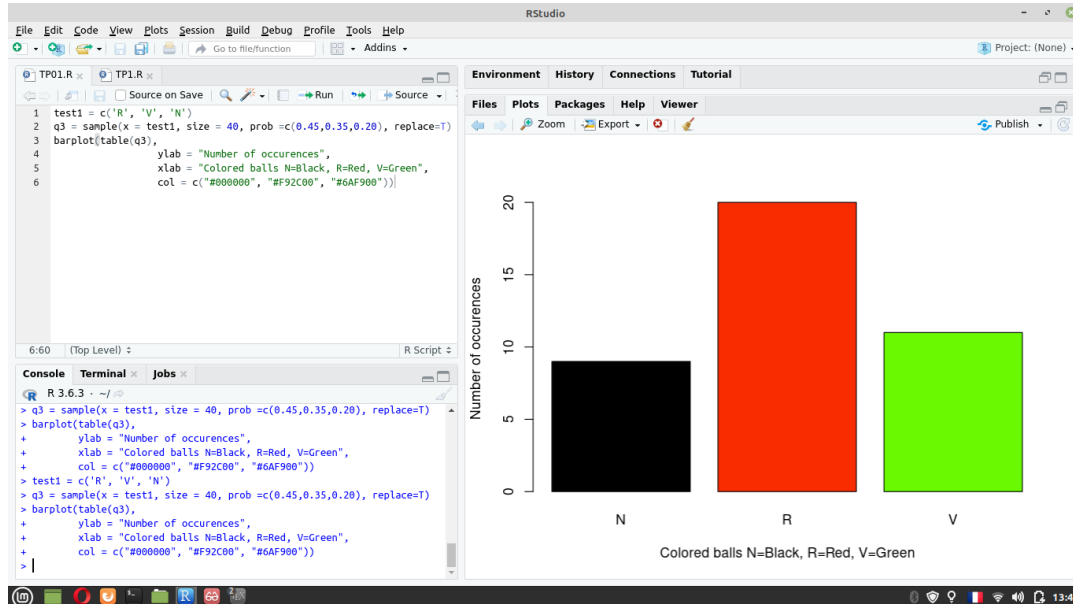 RStudio
File Edit Code View Plots Session Build Debug Profile Tools Help
Go to file/function Addins Project: (None)
TP01.R TP1.R
Source on Save Run Source
1 test1 = c('R', 'V', 'N')
2 q3 = sample(x = test1, size = 40, prob =c(0.45,0.35,0.20), replace=T)
3 barplot(table(q3),
4 ylab = "Number of occurences",
5 xlab = "Colored balls N=Black, R=Red, V=Green",
6 col = c("#000000", "#F92C00", "#6AF900"))
6:60 (Top Level) R Script
Console Terminal Jobs
R 3.6.3 · ~/
> q3 = sample(x = test1, size = 40, prob =c(0.45,0.35,0.20), replace=T)
> barplot(table(q3),
+ ylab = "Number of occurences",
+ xlab = "Colored balls N=Black, R=Red, V=Green",
+ col = c("#000000", "#F92C00", "#6AF900"))
> test1 = c('R', 'V', 'N')
> q3 = sample(x = test1, size = 40, prob =c(0.45,0.35,0.20), replace=T)
> barplot(table(q3),
+ ylab = "Number of occurences",
+ xlab = "Colored balls N=Black, R=Red, V=Green",
+ col = c("#000000", "#F92C00", "#6AF900"))
>
Environment History Connections Tutorial
Files Plots Packages Help Viewer
Zoom Export Publish
Number of occurences
20
15
10
5
0
N R V
Colored balls N=Black, R=Red, V=Green